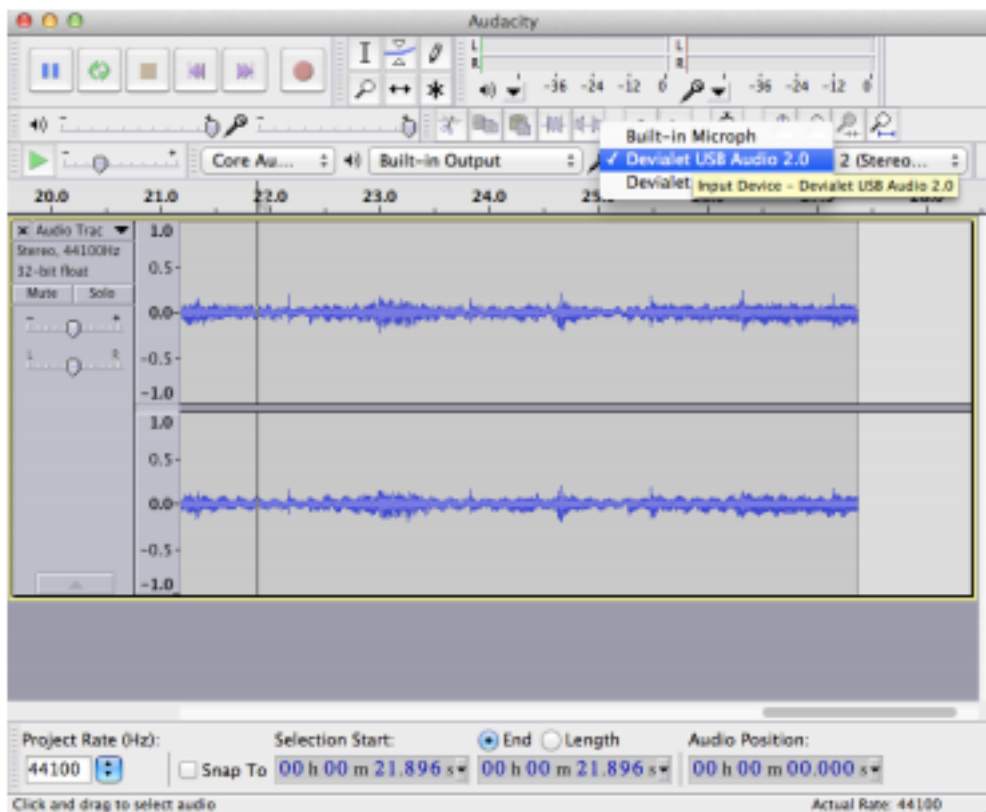 Audacity
L
R
L
R
-36 -24 -12 0
-36 -24 -12 0
Core Au...
Built-in Output
Built-in Microph
✓ Devialet USB Audio 2.0
2 (Stereo...
Devialet
Input Device - Devialet USB Audio 2.0
20.0 21.0 22.0 23.0 24.0
Audio Trac
Stereo, 44100Hz
32-bit float
Mute Solo
- +
L R
1.0
0.5
0.0
-0.5
-1.0
1.0
0.5
0.0
-0.5
-1.0
Project Rate (Hz):
Selection Start:
End
Length
Audio Position:
44100
Snap To
00 h 00 m 21.896 s
00 h 00 m 21.896 s
00 h 00 m 00.000 s
Click and drag to select audio
Actual Rate: 44100